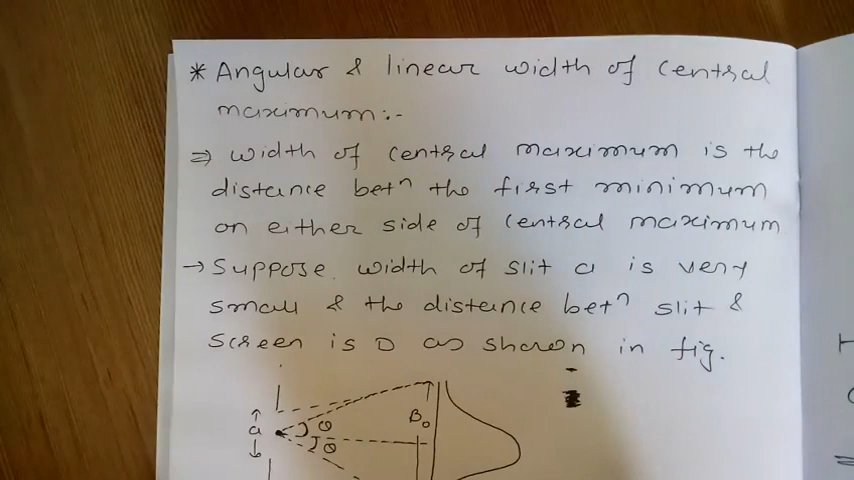 * Angular & linear width of central
maximum:-
⇒ width of central maximum is the
distance betⁿ the first minimum
on either side of central maximum
→ Suppose width of slit a is very
small & the distance betⁿ slit &
screen is D as shown in fig.
a
θ
θ
B₀